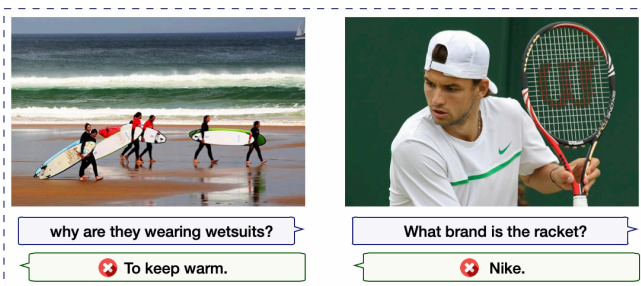 why are they wearing wetsuits?
To keep warm.
W
What brand is the racket?
Nike.